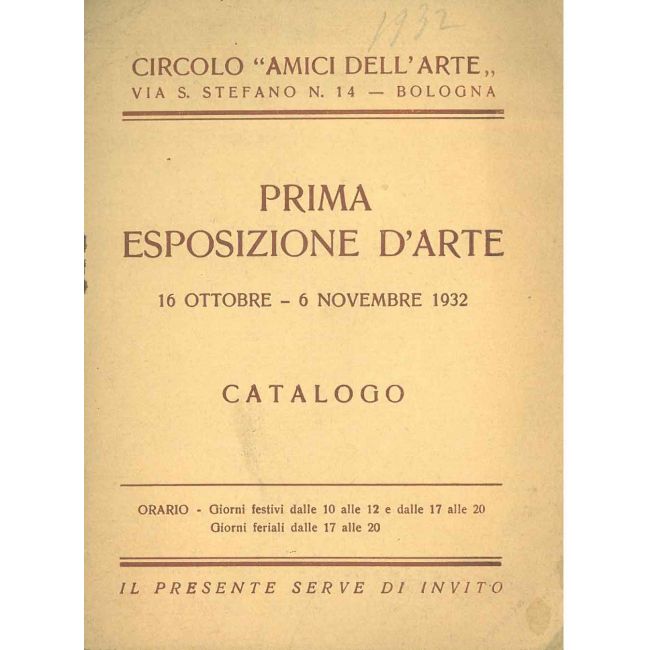 1932
CIRCOLO “AMICI DELL'ARTE„
VIA S. STEFANO N. 14 — BOLOGNA
PRIMA
ESPOSIZIONE D'ARTE
16 OTTOBRE – 6 NOVEMBRE 1932
CATALOGO
ORARIO - Giorni festivi dalle 10 alle 12 e dalle 17 alle 20
Giorni feriali dalle 17 alle 20
IL PRESENTE SERVE DI INVITO